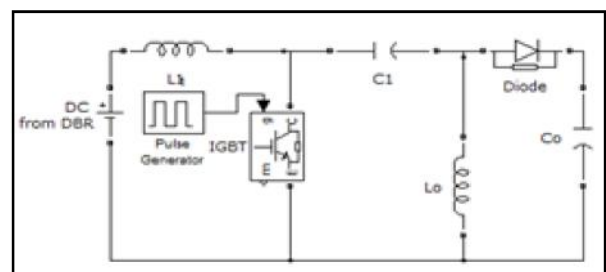 L1
C1
Diode
DC +
from DBR
Pulse
Generator
IGBT
g C
E
Co
Lo